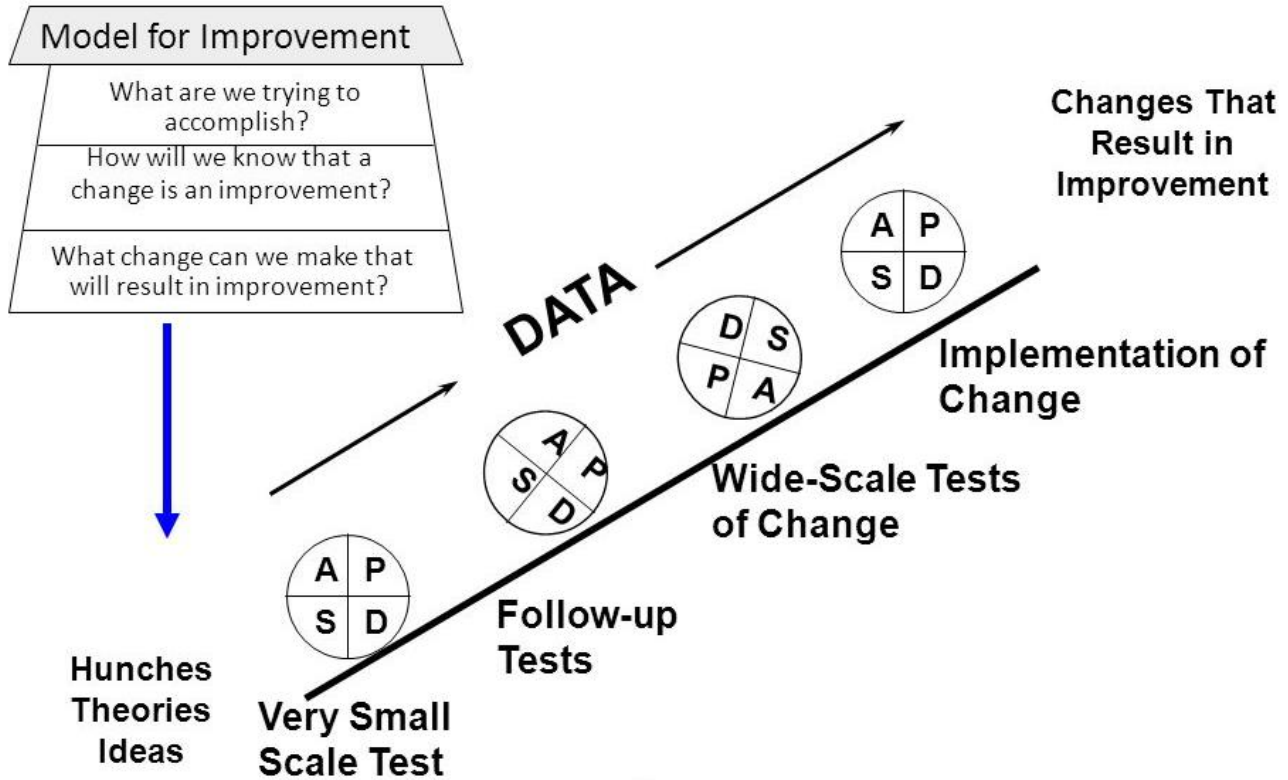 Model for Improvement
What are we trying to
accomplish?
How will we know that a
change is an improvement?
What change can we make that
will result in improvement?
Hunches
Theories
Ideas
Very Small
Scale Test
A P
S D
Follow-up
Tests
A P
S D
DATA
Wide-Scale Tests
of Change
D S
P A
Implementation of
Change
A P
S D
Changes That
Result in
Improvement